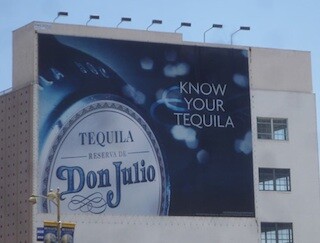 KNOW
YOUR
TEQUILA
TEQUILA
RESERVA DE
Don Julio